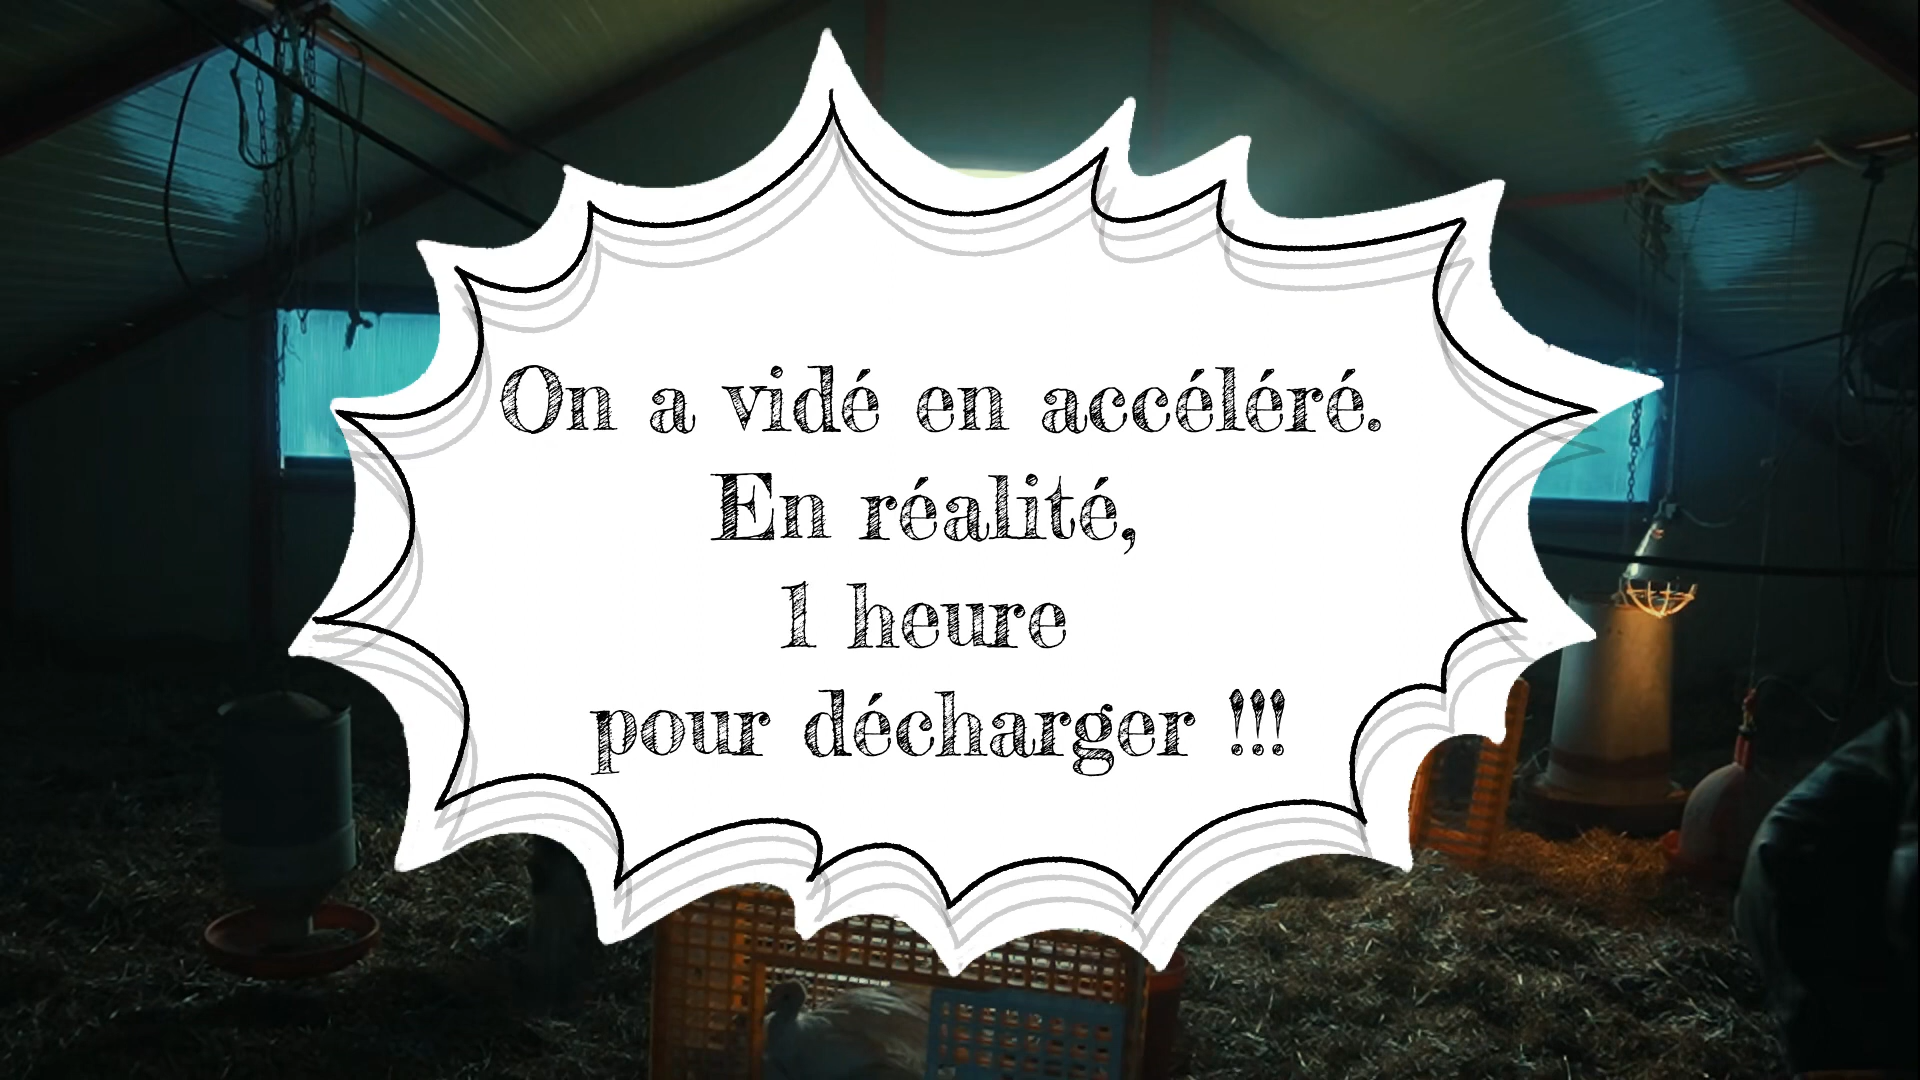 On a vidé en accéléré.
En réalité,
1 heure
pour décharger !!!